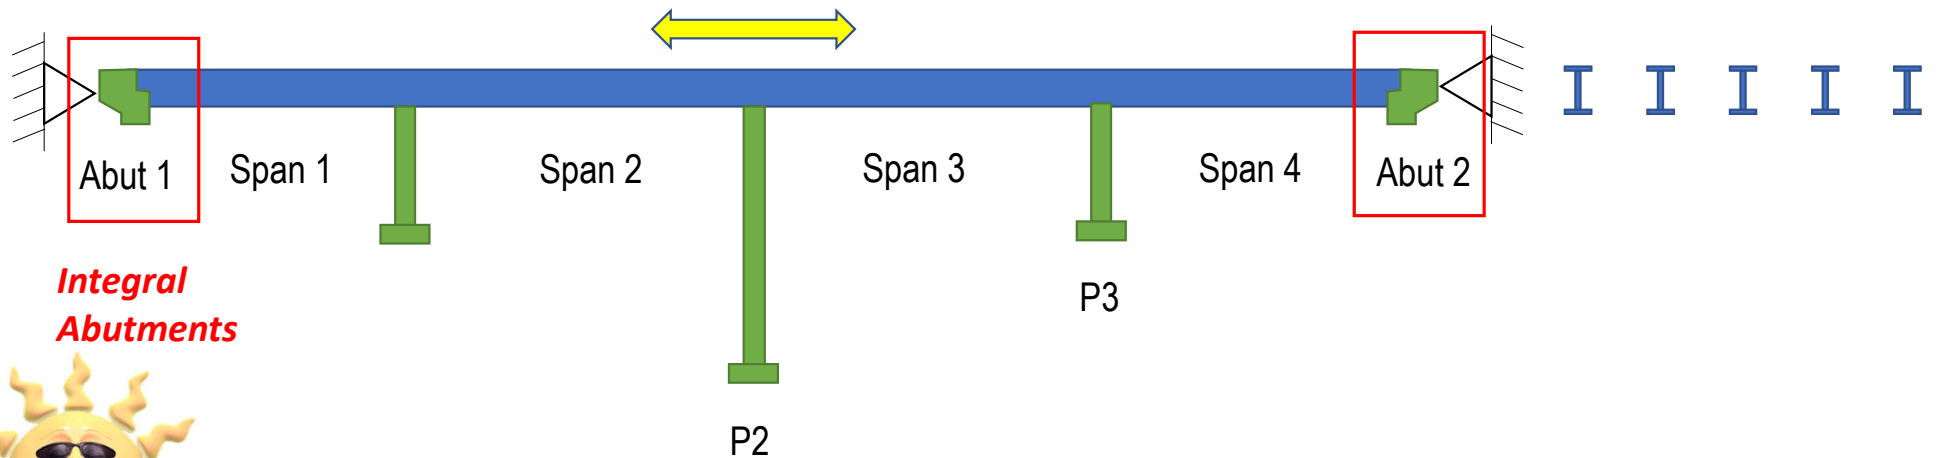 Abut 1
Span 1
Span 2
Span 3
Span 4
Abut 2
Integral
Abutments
P3
P2